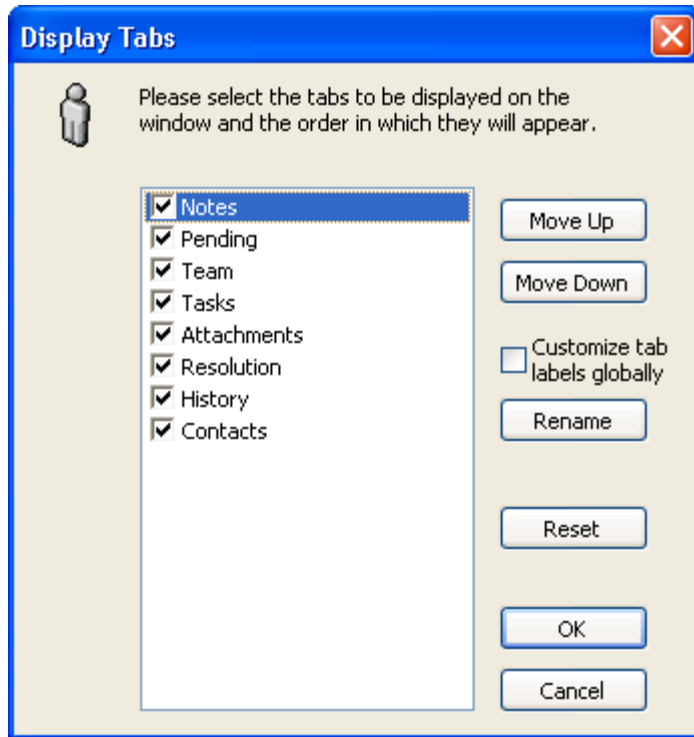 Display Tabs
Please select the tabs to be displayed on the
window and the order in which they will appear.
Notes
Pending
Team
Tasks
Attachments
Resolution
History
Contacts
Move Up
Move Down
Customize tab
labels globally
Rename
Reset
OK
Cancel